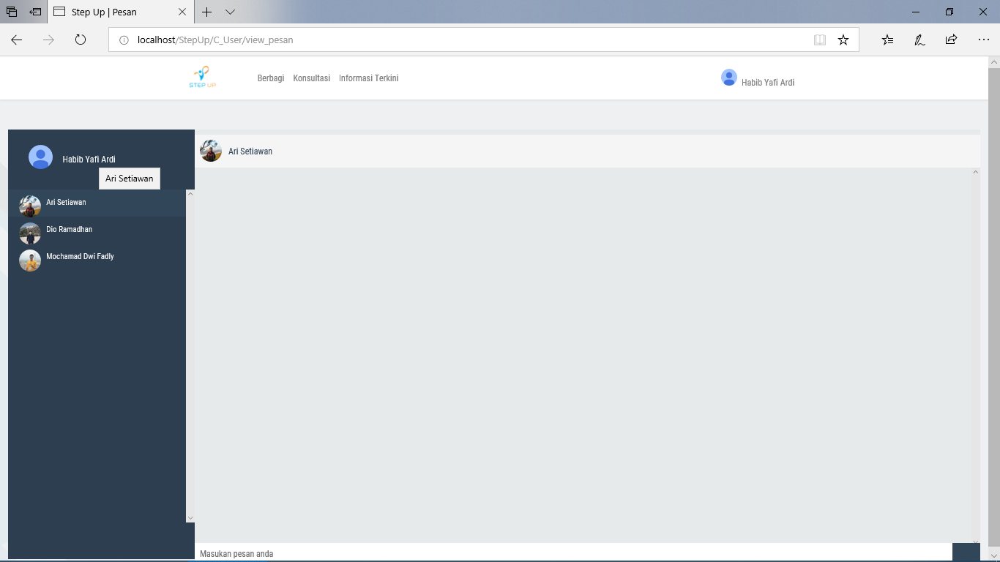 Step Up | Pesan
localhost/StepUp/C_User/view_pesan
STEP UP
Berbagi Konsultasi Informasi Terkini
Habib Yafi Ardi
Habib Yafi Ardi
Ari Setiawan
Ari Setiawan
Ari Setiawan
Dio Ramadhan
Mochamad Dwi Fadly
Masukan pesan anda